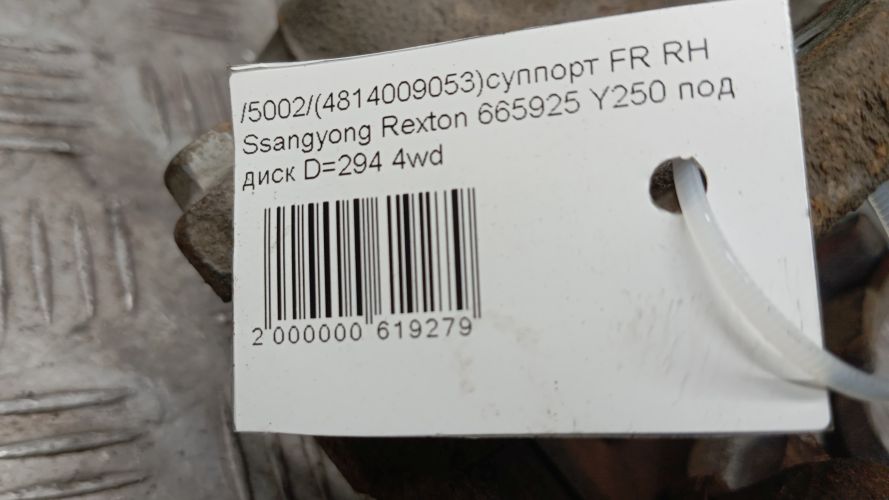 /5002/(4814009053)суппорт FR RH
Ssangyong Rexton 665925 Y250 под
диск D=294 4wd
2 000000 619279